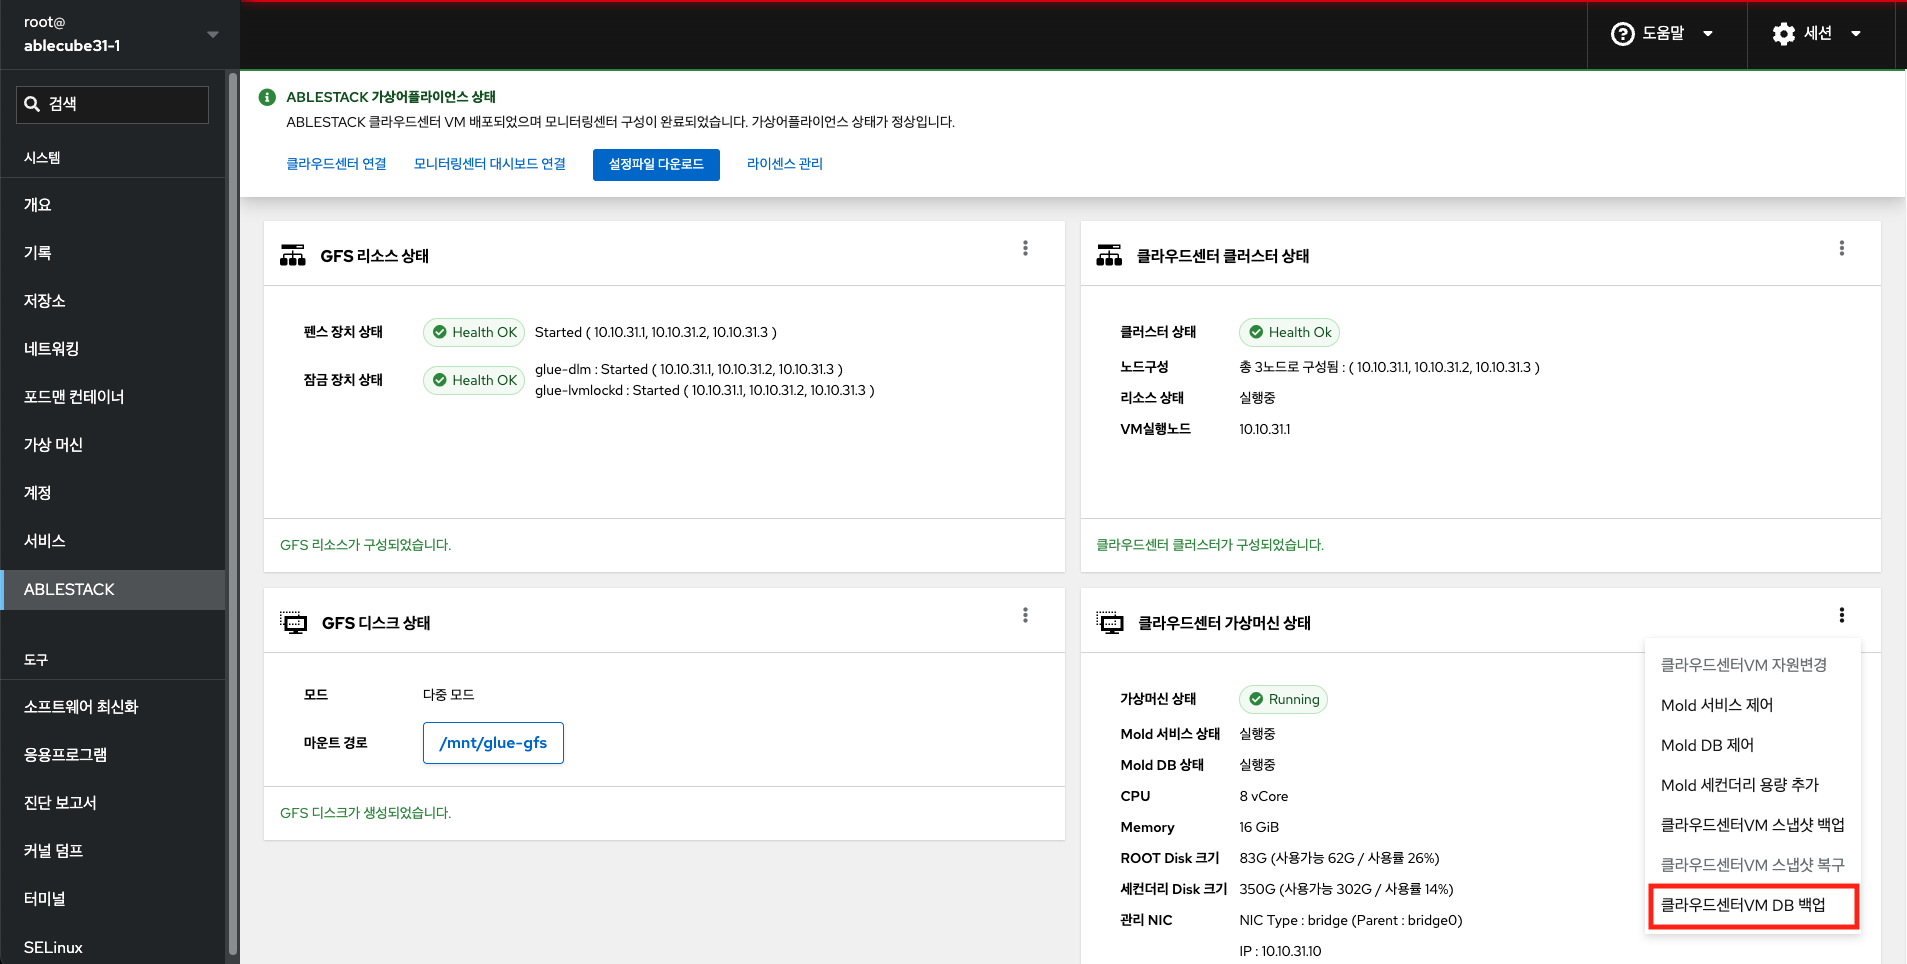 root@
ablecube31-1
도움말
세션
검색
시스템
개요
기록
저장소
네트워킹
포드맨 컨테이너
가상 머신
계정
서비스
ABLESTACK
도구
소프트웨어 최신화
응용프로그램
진단 보고서
커널 덤프
터미널
SELinux
ABLESTACK 가상어플라이언스 상태
ABLESTACK 클라우드센터 VM 배포되었으며 모니터링센터 구성이 완료되었습니다. 가상어플라이언스 상태가 정상입니다.
클라우드센터 연결 모니터링센터 대시보드 연결 설정파일 다운로드 라이센스 관리
GFS 리소스 상태
펜스 장치 상태 Health OK Started ( 10.10.31.1, 10.10.31.2, 10.10.31.3 )
잠금 장치 상태 Health OK glue-dlm : Started ( 10.10.31.1, 10.10.31.2, 10.10.31.3 )
glue-lvmlockd : Started ( 10.10.31.1, 10.10.31.2, 10.10.31.3 )
GFS 리소스가 구성되었습니다.
클라우드센터 클러스터 상태
클러스터 상태 Health Ok
노드구성 총 3노드로 구성됨 : ( 10.10.31.1, 10.10.31.2, 10.10.31.3 )
리소스 상태 실행중
VM실행노드 10.10.31.1
클라우드센터 클러스터가 구성되었습니다.
GFS 디스크 상태
모드 다중 모드
마운트 경로 /mnt/glue-gfs
GFS 디스크가 생성되었습니다.
클라우드센터 가상머신 상태
가상머신 상태 Running
Mold 서비스 상태 실행중
Mold DB 상태 실행중
CPU 8 vCore
Memory 16 GiB
ROOT Disk 크기 83G (사용가능 62G / 사용률 26%)
세컨더리 Disk 크기 350G (사용가능 302G / 사용률 14%)
관리 NIC NIC Type : bridge (Parent : bridge0)
IP : 10.10.31.10
클라우드센터VM 자원변경
Mold 서비스 제어
Mold DB 제어
Mold 세컨더리 용량 추가
클라우드센터VM 스냅샷 백업
클라우드센터VM 스냅샷 복구
클라우드센터VM DB 백업